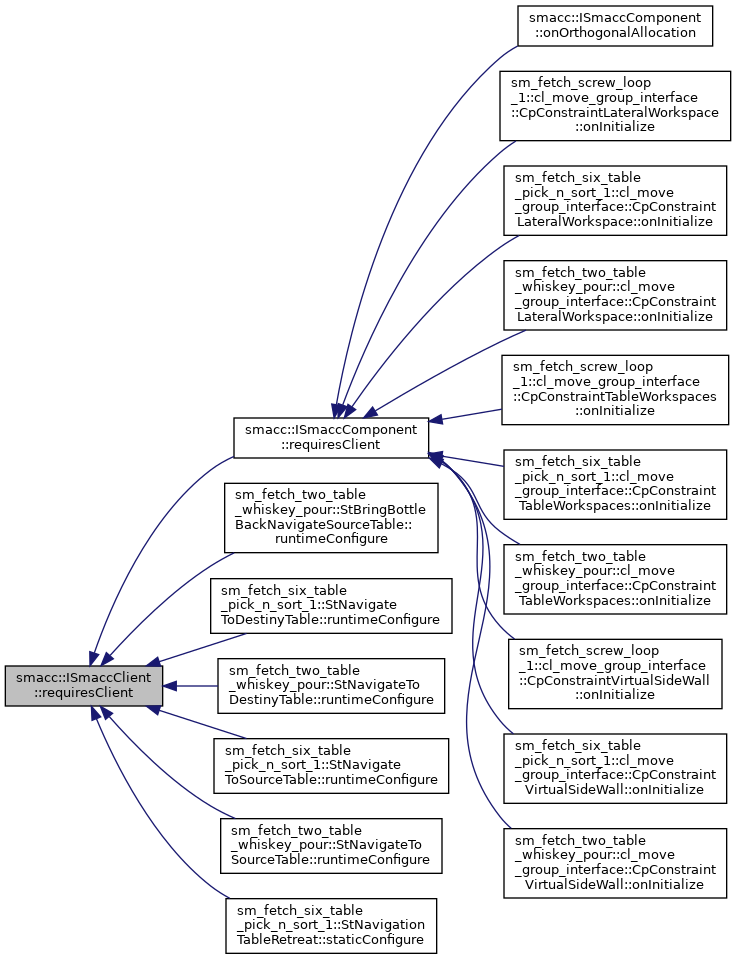 smacc::ISmaccClient
::requiresClient
smacc::ISmaccComponent
::requiresClient
smacc::ISmaccComponent
::onOrthogonalAllocation
sm_fetch_screw_loop
_1::cl_move_group_interface
::CpConstraintLateralWorkspace
::onInitialize
sm_fetch_six_table
_pick_n_sort_1::cl_move
_group_interface::CpConstraint
LateralWorkspace::onInitialize
sm_fetch_two_table
_whiskey_pour::cl_move
_group_interface::CpConstraint
LateralWorkspace::onInitialize
sm_fetch_screw_loop
_1::cl_move_group_interface
::CpConstraintTableWorkspaces
::onInitialize
sm_fetch_six_table
_pick_n_sort_1::cl_move
_group_interface::CpConstraint
TableWorkspaces::onInitialize
sm_fetch_two_table
_whiskey_pour::cl_move
_group_interface::CpConstraint
TableWorkspaces::onInitialize
sm_fetch_screw_loop
_1::cl_move_group_interface
::CpConstraintVirtualSideWall
::onInitialize
sm_fetch_six_table
_pick_n_sort_1::cl_move
_group_interface::CpConstraint
VirtualSideWall::onInitialize
sm_fetch_two_table
_whiskey_pour::cl_move
_group_interface::CpConstraint
VirtualSideWall::onInitialize
sm_fetch_two_table
_whiskey_pour::StBringBottle
BackNavigateSourceTable::
runtimeConfigure
sm_fetch_six_table
_pick_n_sort_1::StNavigate
ToDestinyTable::runtimeConfigure
sm_fetch_two_table
_whiskey_pour::StNavigateTo
DestinyTable::runtimeConfigure
sm_fetch_six_table
_pick_n_sort_1::StNavigate
ToSourceTable::runtimeConfigure
sm_fetch_two_table
_whiskey_pour::StNavigateTo
SourceTable::runtimeConfigure
sm_fetch_six_table
_pick_n_sort_1::StNavigation
TableRetreat::staticConfigure